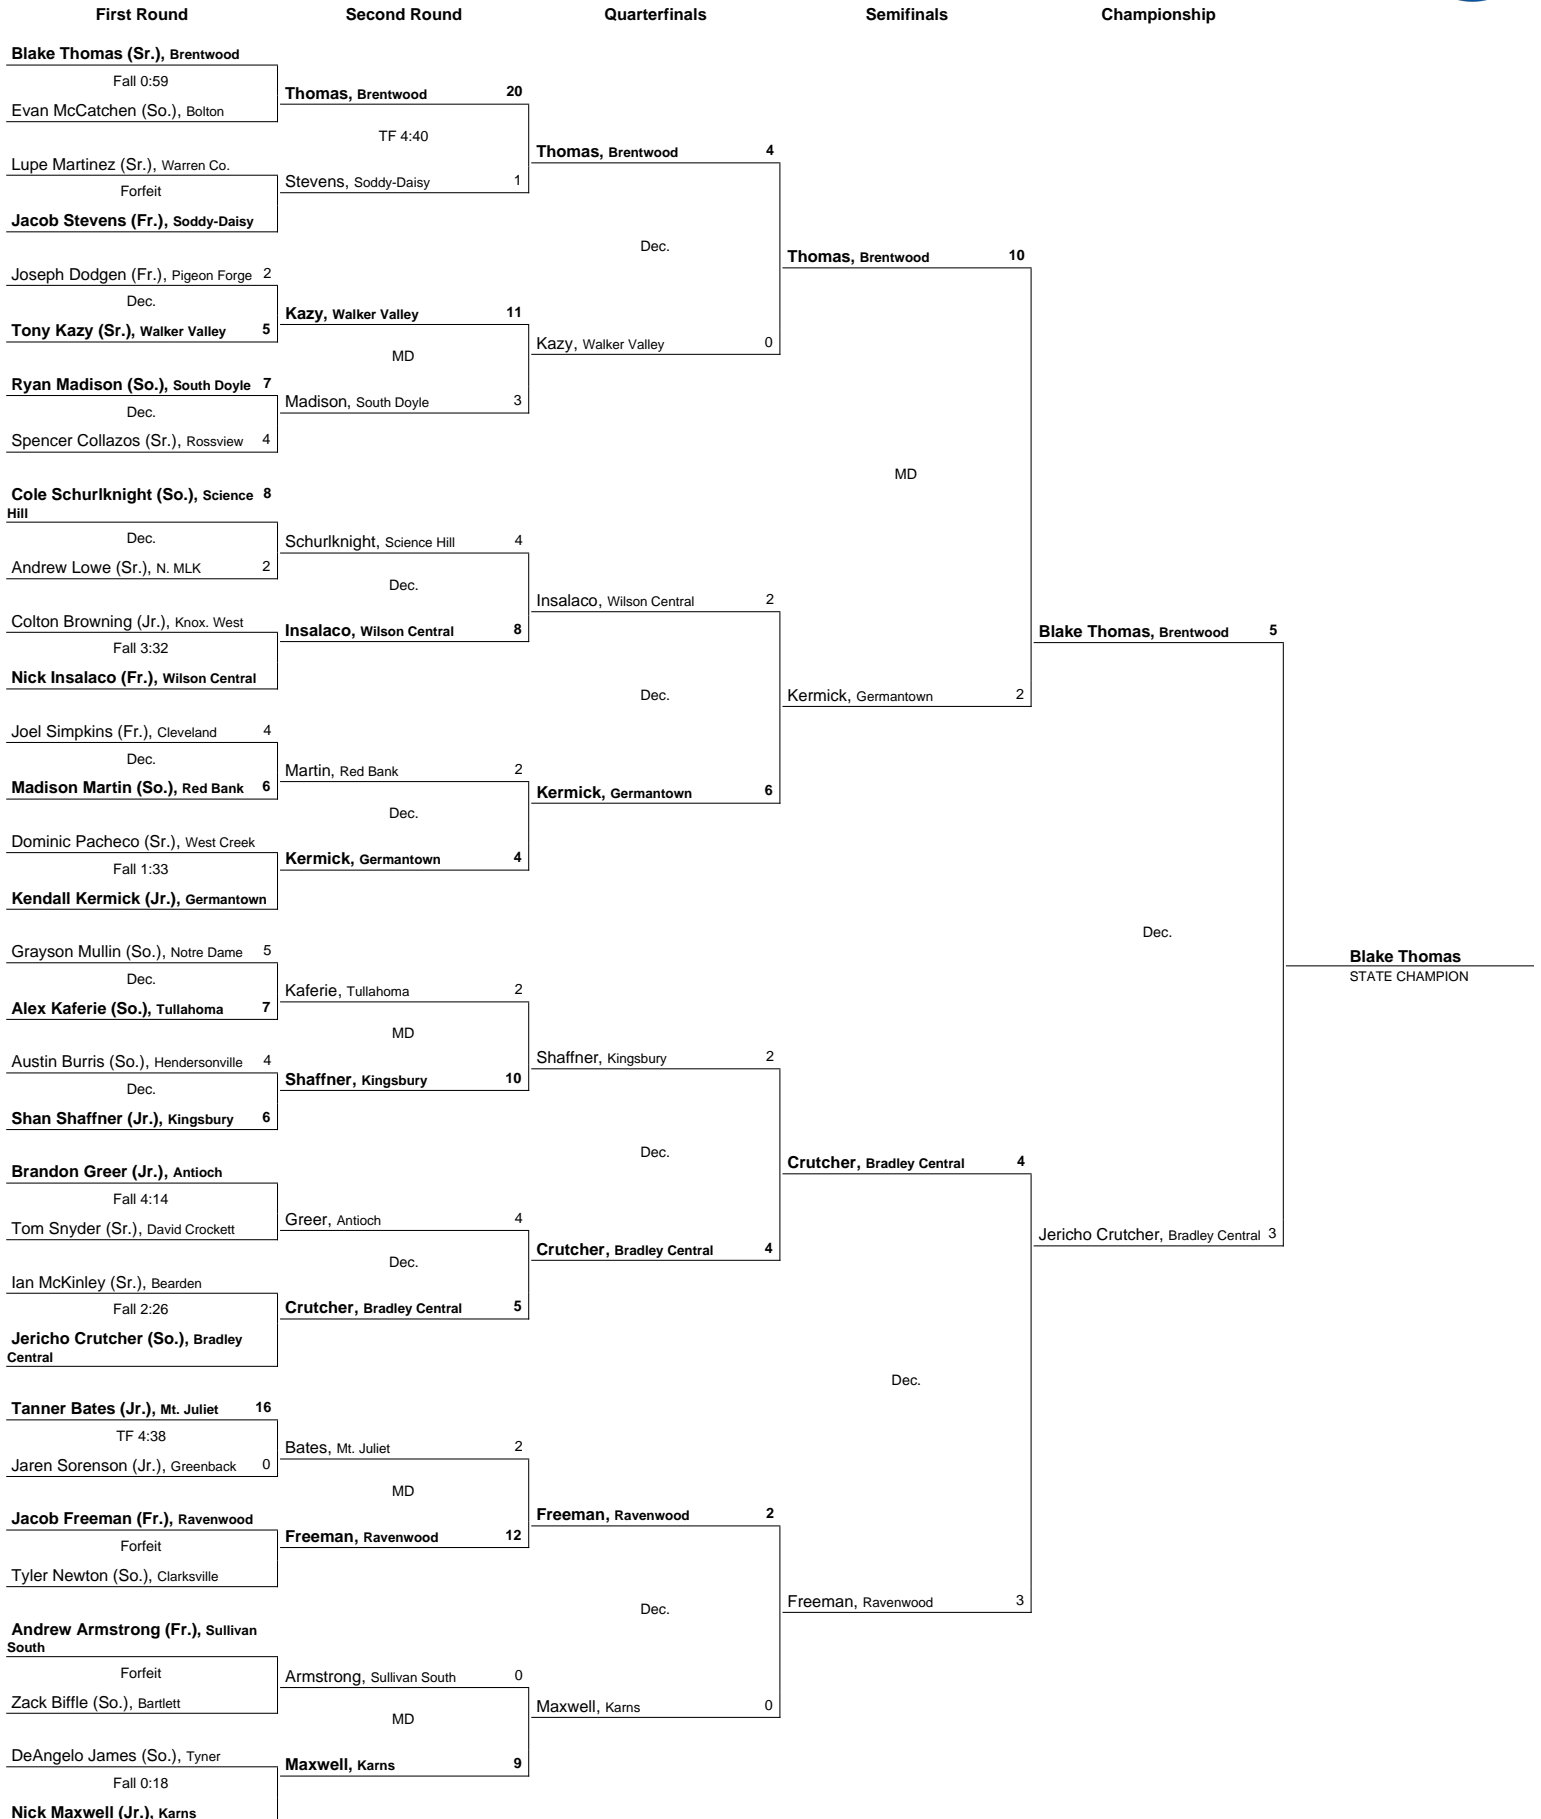 First Round
Second Round
Quarterfinals
Semifinals
Championship
Blake Thomas (Sr.), Brentwood
Fall 0:59
Evan McCatchen (So.), Bolton
Lupe Martinez (Sr.), Warren Co.
Forfeit
Jacob Stevens (Fr.), Soddy-Daisy
Joseph Dodgen (Fr.), Pigeon Forge 2
Dec.
Tony Kazy (Sr.), Walker Valley 5
Ryan Madison (So.), South Doyle 7
Dec.
Spencer Collazos (Sr.), Rossview 4
Cole Schurlknight (So.), Science 8
Hill
Dec.
Andrew Lowe (Sr.), N. MLK 2
Colton Browning (Jr.), Knox. West
Fall 3:32
Nick Insalaco (Fr.), Wilson Central
Joel Simpkins (Fr.), Cleveland 4
Dec.
Madison Martin (So.), Red Bank 6
Dominic Pacheco (Sr.), West Creek
Fall 1:33
Kendall Kermick (Jr.), Germantown
Grayson Mullin (So.), Notre Dame 5
Dec.
Alex Kaferie (So.), Tullahoma 7
Austin Burris (So.), Hendersonville 4
Dec.
Shan Shaffner (Jr.), Kingsbury 6
Brandon Greer (Jr.), Antioch
Fall 4:14
Tom Snyder (Sr.), David Crockett
Ian McKinley (Sr.), Bearden
Fall 2:26
Jericho Crutcher (So.), Bradley
Central
Tanner Bates (Jr.), Mt. Juliet 16
TF 4:38
Jaren Sorenson (Jr.), Greenback 0
Jacob Freeman (Fr.), Ravenwood
Forfeit
Tyler Newton (So.), Clarksville
Andrew Armstrong (Fr.), Sullivan
South
Forfeit
Zack Biffle (So.), Bartlett
DeAngelo James (So.), Tyner
Fall 0:18
Nick Maxwell (Jr.), Karns
Thomas, Brentwood 20
TF 4:40
Stevens, Soddy-Daisy 1
Kazy, Walker Valley 11
MD
Madison, South Doyle 3
Schurlknight, Science Hill 4
Dec.
Insalaco, Wilson Central 8
Martin, Red Bank 2
Dec.
Kermick, Germantown 4
Kaferie, Tullahoma 2
MD
Shaffner, Kingsbury 10
Greer, Antioch 4
Dec.
Crutcher, Bradley Central 5
Bates, Mt. Juliet 2
MD
Freeman, Ravenwood 12
Armstrong, Sullivan South 0
MD
Maxwell, Karns 9
Thomas, Brentwood 4
Dec.
Kazy, Walker Valley 0
Insalaco, Wilson Central 2
Dec.
Kermick, Germantown 6
Shaffner, Kingsbury 2
Dec.
Crutcher, Bradley Central 4
Freeman, Ravenwood 2
Dec.
Maxwell, Karns 0
Thomas, Brentwood 10
MD
Kermick, Germantown 2
Crutcher, Bradley Central 4
Dec.
Freeman, Ravenwood 3
Blake Thomas, Brentwood 5
Dec.
Jericho Crutcher, Bradley Central 3
Blake Thomas
STATE CHAMPION